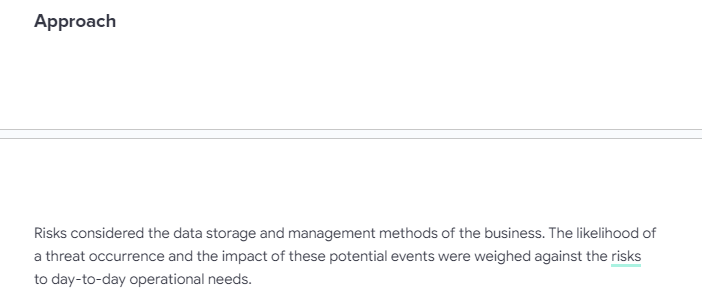 Approach
Risks considered the data storage and management methods of the business. The likelihood of
a threat occurrence and the impact of these potential events were weighed against the risks
to day-to-day operational needs.